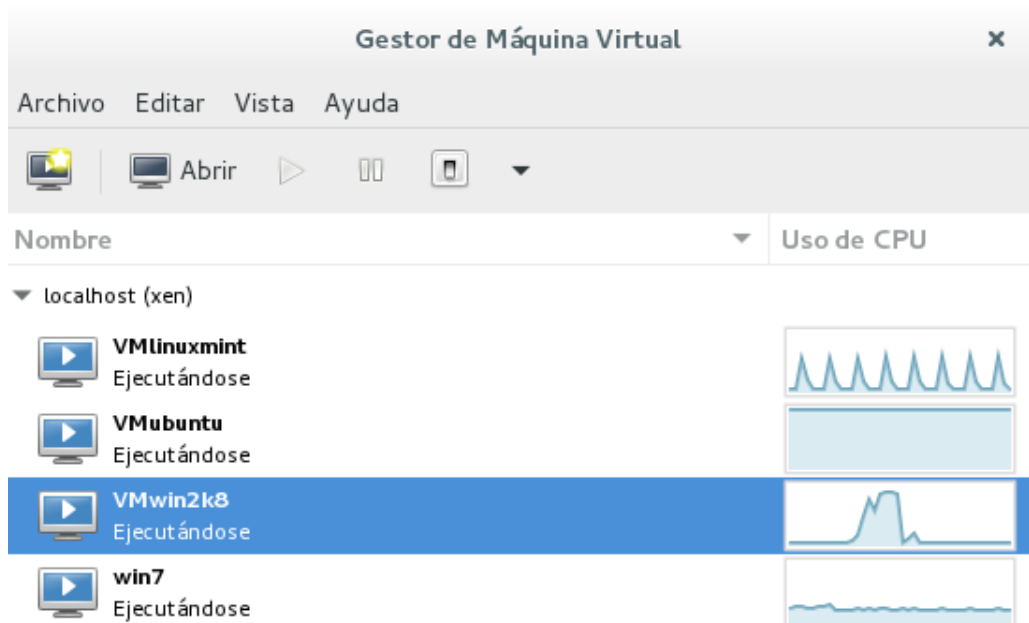 Gestor de Máquina Virtual
Archivo Editar Vista Ayuda
Abrir
Nombre Uso de CPU
localhost (xen)
VMlinuxmint
Ejecutándose
VMubuntu
Ejecutándose
VMwin2k8
Ejecutándose
win7
Ejecutándose